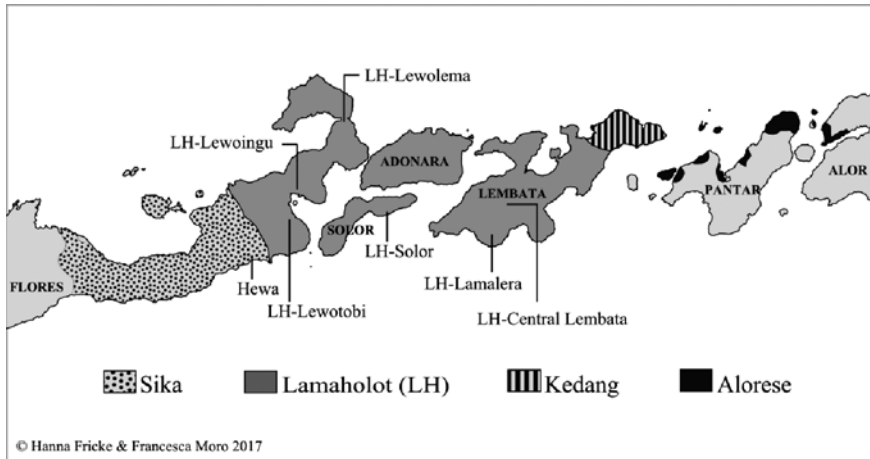 LH-Lewolema
LH-Lewoingu
ADONARA
LEMBATA
PANTAR
ALOR
SOLOR
LH-Solor
FLORES
Hewa
LH-Lewotobi
LH-Lamalera
LH-Central Lembata
Sika
Lamaholot (LH)
Kedang
Alorese
© Hanna Fricke & Francesca Moro 2017